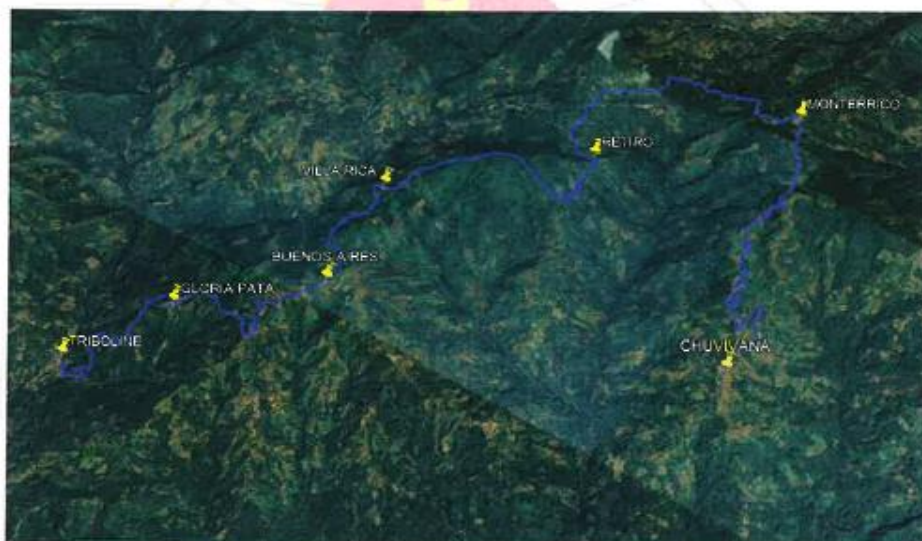 MONTERRICO
RETIRO
VILLA RICA
BUENOS AIRES
GLORIA PATA
TRIBOLINE
CHUVIVANA